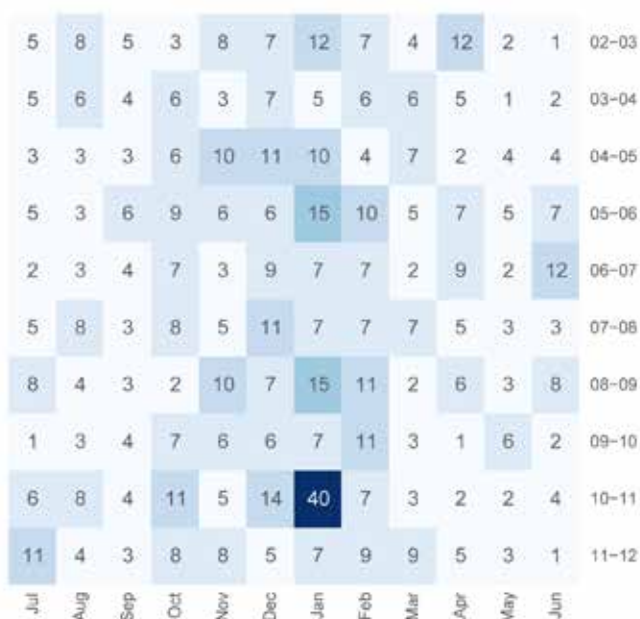 5 8 5 3 8 7 12 7 4 12 2 1 02-03
5 6 4 6 3 7 5 6 6 5 1 2 03-04
3 3 3 6 10 11 10 4 7 2 4 4 04-05
5 3 6 9 6 6 15 10 5 7 5 7 05-06
2 3 4 7 3 9 7 7 2 9 2 12 06-07
5 8 3 8 5 11 7 7 7 5 3 3 07-08
8 4 3 2 10 7 15 11 2 6 3 8 08-09
1 3 4 7 6 6 7 11 3 1 6 2 09-10
6 8 4 11 5 14 40 7 3 2 2 4 10-11
11 4 3 8 8 5 7 9 9 5 3 1 11-12
Jul Aug Sep Oct Nov Dec Jan Feb Mar Apr May Jun